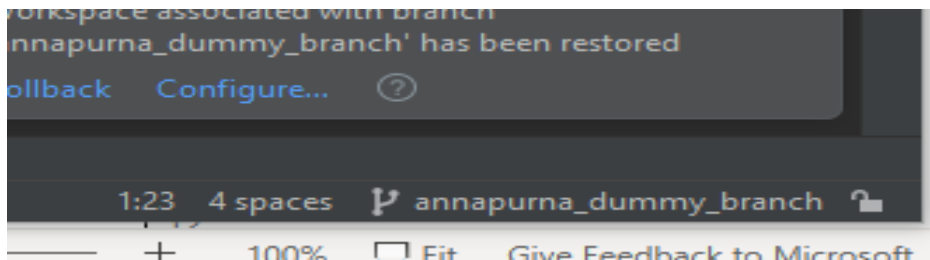 workspace associated with branch
annapurna_dummy_branch' has been restored
ollback Configure... ?
1:23 4 spaces annapurna_dummy_branch
100% Fit Give Feedback to Microsoft